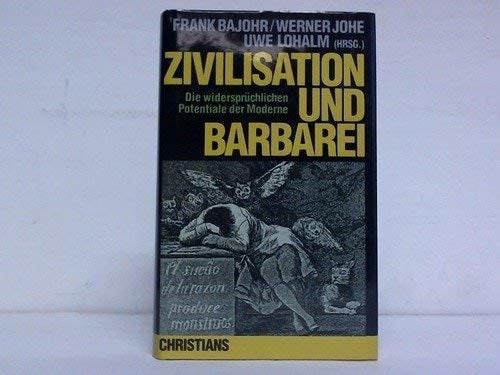 FRANK BAJOHR/WERNER JOHE
UWE LOHALM (HRSG.)
ZIVILISATION
Die widersprüchlichen
Potentiale der Moderne
UND
BARBAREI
El sueño
de la razon
produce
monstruos
CHRISTIANS